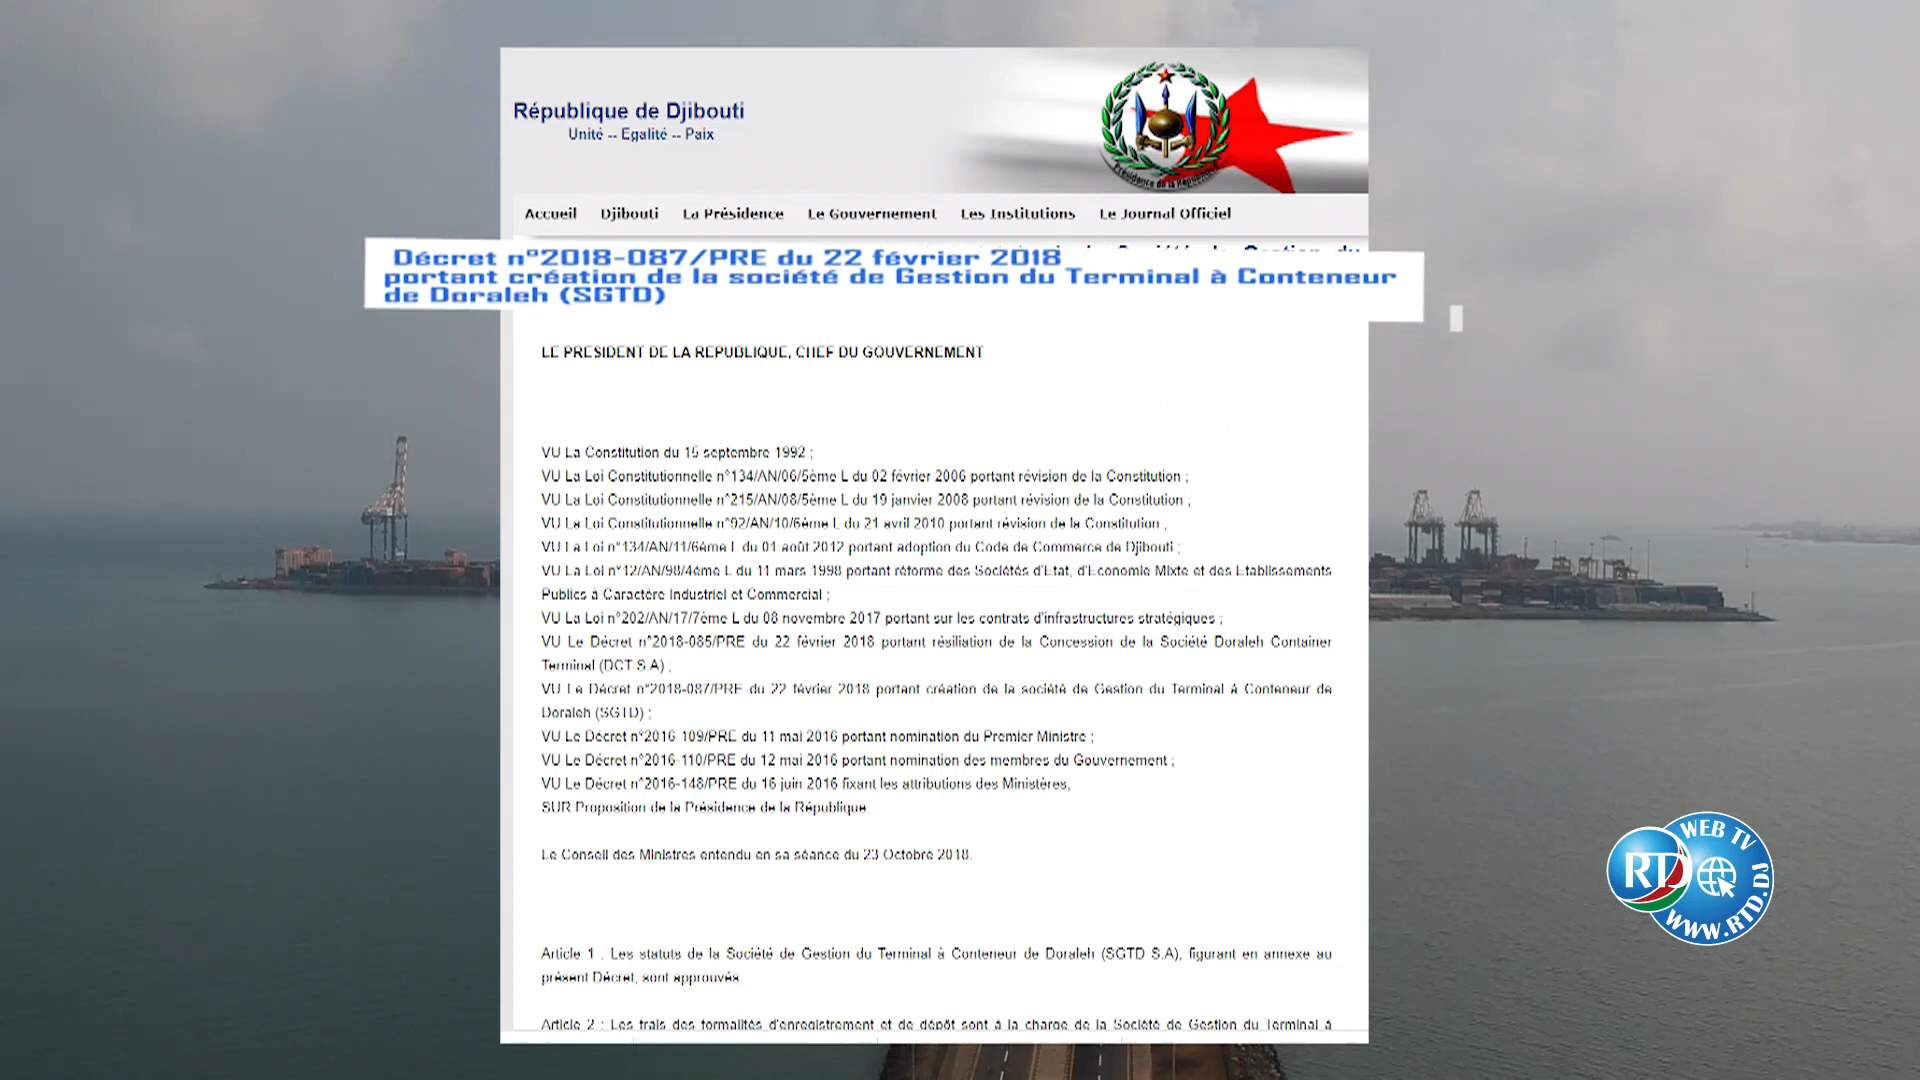 République de Djibouti
Unité -- Egalité -- Paix
Présidence de la République
Accueil Djibouti La Présidence Le Gouvernement Les Institutions Le Journal Officiel
Décret n°2018-087/PRE du 22 février 2018
portant création de la société de Gestion du Terminal à Conteneur
de Doraleh (SGTD)
LE PRESIDENT DE LA REPUBLIQUE, CHEF DU GOUVERNEMENT
VU La Constitution du 15 septembre 1992 ;
VU La Loi Constitutionnelle n°134/AN/06/5ème L du 02 février 2006 portant révision de la Constitution ;
VU La Loi Constitutionnelle n°215/AN/08/5ème L du 19 janvier 2008 portant révision de la Constitution ;
VU La Loi Constitutionnelle n°92/AN/10/6ème L du 21 avril 2010 portant révision de la Constitution ;
VU La Loi n°134/AN/11/6ème L du 01 août 2012 portant adoption du Code de Commerce de Djibouti ;
VU La Loi n°12/AN/98/4ème L du 11 mars 1998 portant réforme des Sociétés d'Etat, d'Economie Mixte et des Etablissements
Publics à Caractère Industriel et Commercial ;
VU La Loi n°202/AN/17/7ème L du 08 novembre 2017 portant sur les contrats d'infrastructures stratégiques ;
VU Le Décret n°2018-085/PRE du 22 février 2018 portant résiliation de la Concession de la Société Doraleh Container
Terminal (DCT S.A) ;
VU Le Décret n°2018-087/PRE du 22 février 2018 portant création de la société de Gestion du Terminal à Conteneur de
Doraleh (SGTD) ;
VU Le Décret n°2016-109/PRE du 11 mai 2016 portant nomination du Premier Ministre ;
VU Le Décret n°2016-110/PRE du 12 mai 2016 portant nomination des membres du Gouvernement ;
VU Le Décret n°2016-148/PRE du 16 juin 2016 fixant les attributions des Ministères;
SUR Proposition de la Présidence de la République.
Le Conseil des Ministres entendu en sa séance du 23 Octobre 2018.
Article 1 : Les statuts de la Société de Gestion du Terminal à Conteneur de Doraleh (SGTD S.A), figurant en annexe au
présent Décret, sont approuvés.
Article 2 : Les frais des formalités d'enregistrement et de dépôt sont à la charge de la Société de Gestion du Terminal à
WEB TV
RTD
WWW.RTD.DJ